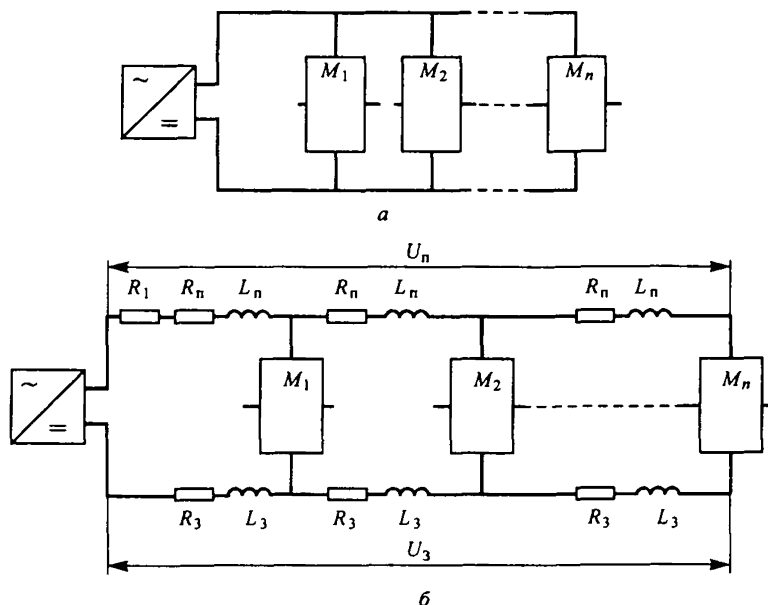 ~
=
M₁ M₂ Mₙ
а
Uп
R₁ Rп Lп Rп Lп Rп Lп
~
=
M₁ M₂ Mₙ
R₃ L₃ R₃ L₃ R₃ L₃
U₃
б